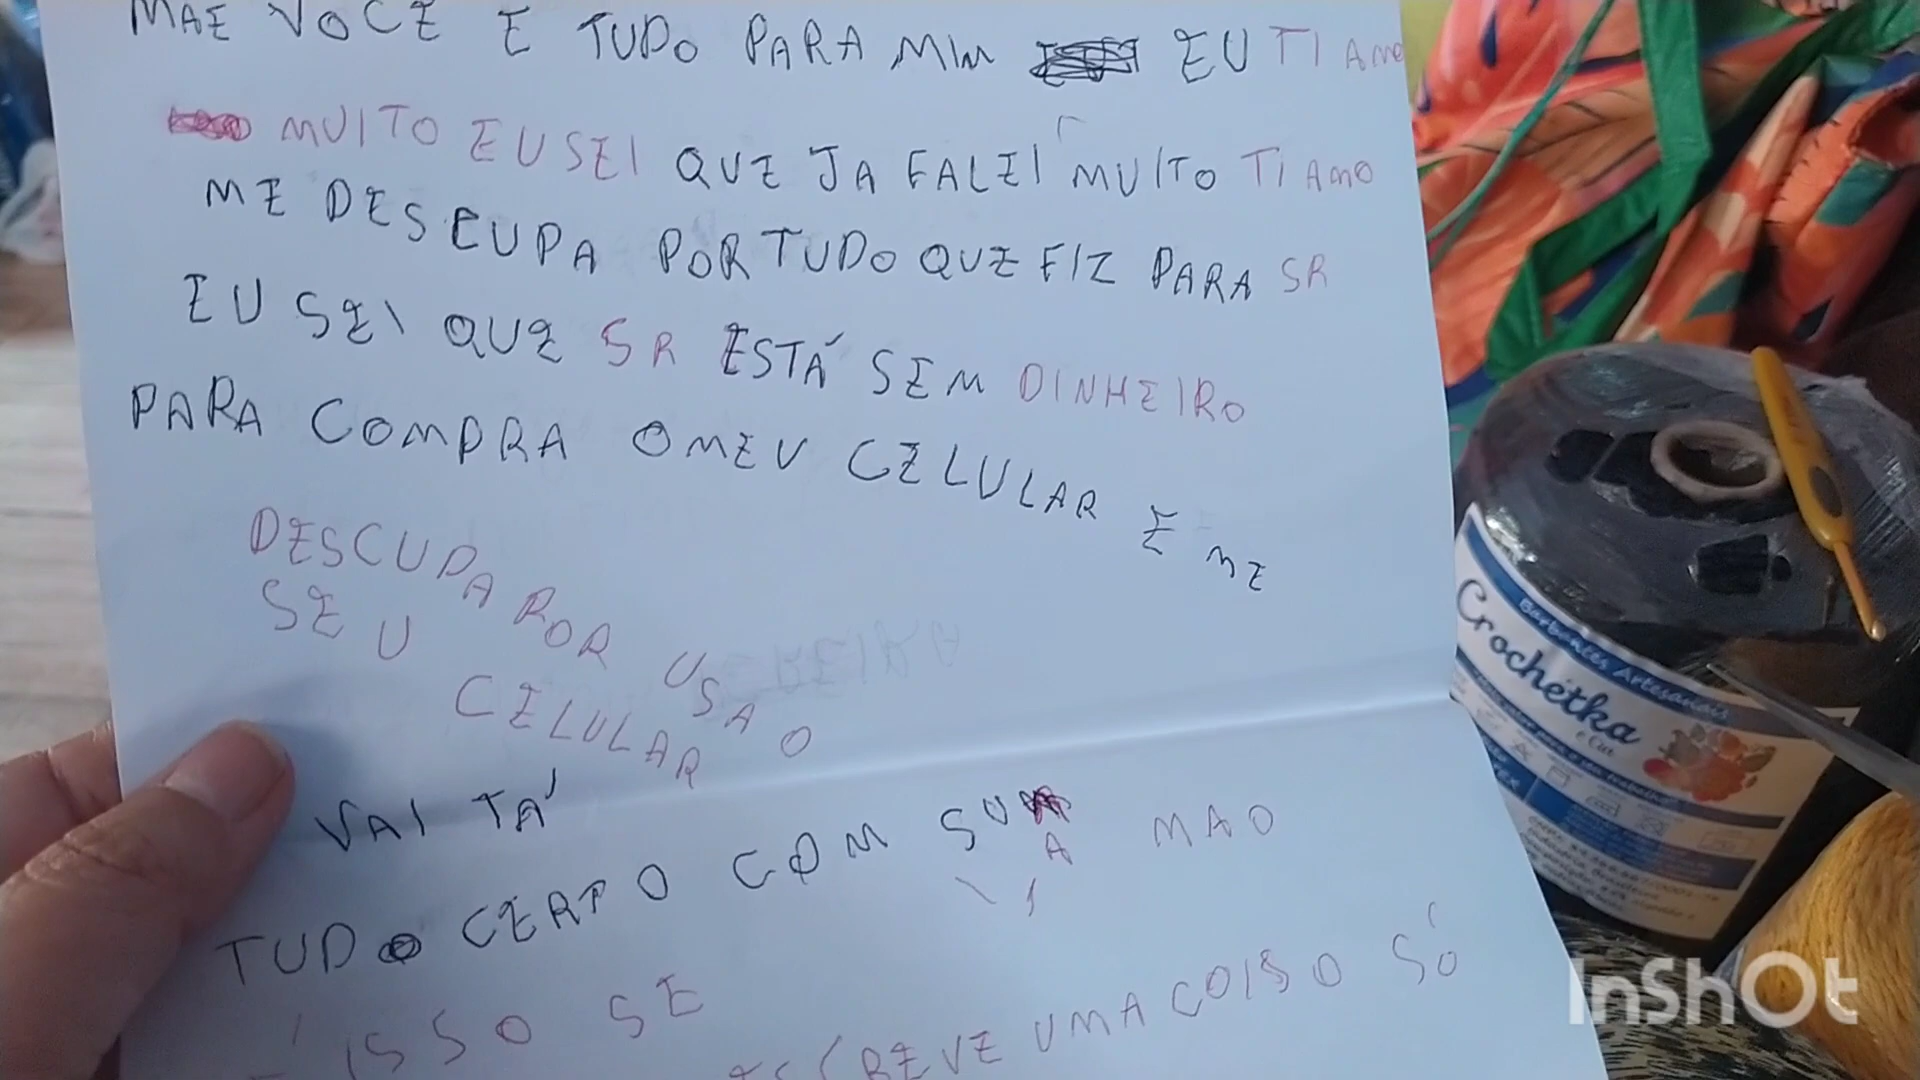 MAE VOCE E TUDO PARA MIM EU TI AMO
MUITO EU SEI QUE JA FALEI MUITO TI AMO
ME DESCUPA POR TUDO QUE FIZ PARA SR
EU SEI QUE SR ESTÁ SEM DINHEIRO
PARA COMPRA O MEU CELULAR E ME
DESCUPA POR USA O
SEU CELULAR
VAI TÁ
TUDO CERTO COM SUA MAO
ISSO SE
ESCREVE UMA COISO SÓ
Barbantes Artesanais
Crochétka
e Cia
InShOt